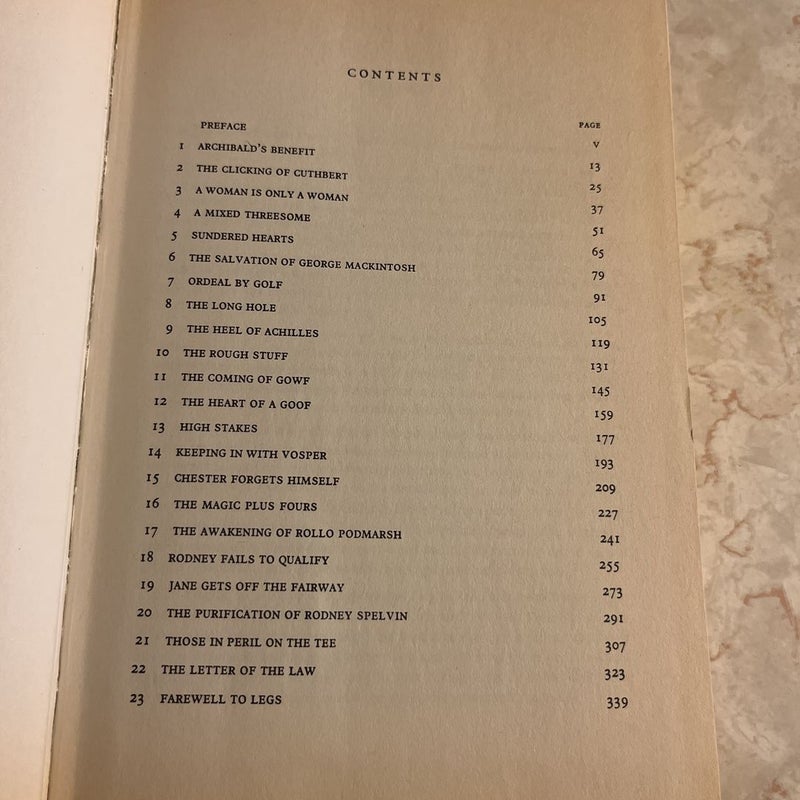 CONTENTS
PAGE
PREFACE V
1 ARCHIBALD'S BENEFIT 13
2 THE CLICKING OF CUTHBERT 25
3 A WOMAN IS ONLY A WOMAN 37
4 A MIXED THREESOME 51
5 SUNDERED HEARTS 65
6 THE SALVATION OF GEORGE MACKINTOSH 79
7 ORDEAL BY GOLF 91
8 THE LONG HOLE 105
9 THE HEEL OF ACHILLES 119
10 THE ROUGH STUFF 131
11 THE COMING OF GOWF 145
12 THE HEART OF A GOOF 159
13 HIGH STAKES 177
14 KEEPING IN WITH VOSPER 193
15 CHESTER FORGETS HIMSELF 209
16 THE MAGIC PLUS FOURS 227
17 THE AWAKENING OF ROLLO PODMARSH 241
18 RODNEY FAILS TO QUALIFY 255
19 JANE GETS OFF THE FAIRWAY 273
20 THE PURIFICATION OF RODNEY SPELVIN 291
21 THOSE IN PERIL ON THE TEE 307
22 THE LETTER OF THE LAW 323
23 FAREWELL TO LEGS 339